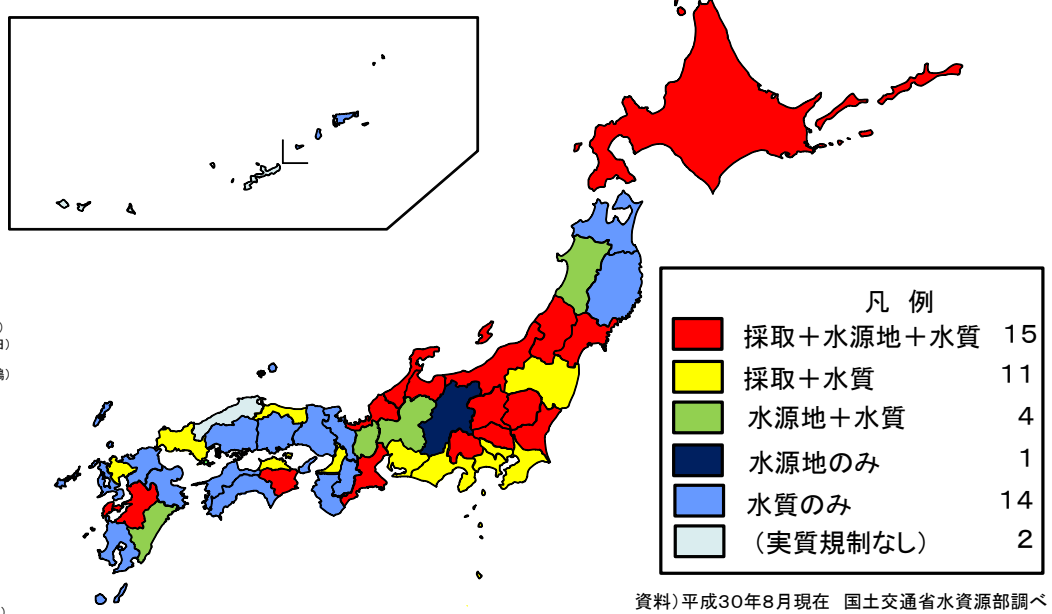 凡 例
採取＋水源地＋水質 15
採取＋水質 11
水源地＋水質 4
水源地のみ 1
水質のみ 14
（実質規制なし） 2
資料）平成30年8月現在 国土交通省水資源部調べ